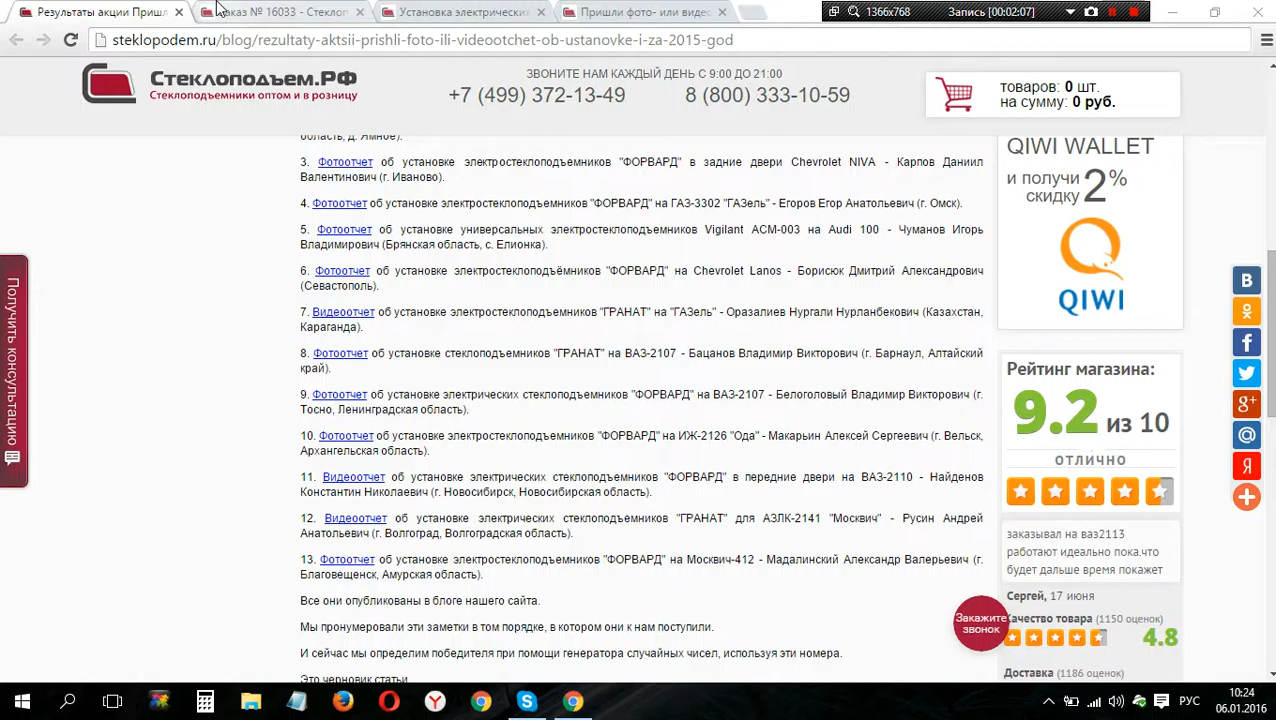 Результаты акции Пришл
Заказ № 16033 - Стеклоп
Установка электрических
Пришли фото- или видео
1366x768
Запись [00:02:07]
steklopodem.ru/blog/rezultaty-aktsii-prishli-foto-ili-videootchet-ob-ustanovke-i-za-2015-god
Стеклоподъем.РФ
Стеклоподъемники оптом и в розницу
ЗВОНИТЕ НАМ КАЖДЫЙ ДЕНЬ С 9:00 ДО 21:00
+7 (499) 372-13-49 8 (800) 333-10-59
товаров: 0 шт.
на сумму: 0 руб.
область, д. Ямное).
3. Фотоотчет об установке электростеклоподъемников "ФОРВАРД" в задние двери Chevrolet NIVA - Карпов Даниил
Валентинович (г. Иваново).
4. Фотоотчет об установке электростеклоподъемников "ФОРВАРД" на ГАЗ-3302 "ГАЗель" - Егоров Егор Анатольевич (г. Омск).
5. Фотоотчет об установке универсальных электростеклоподъемников Vigilant ACM-003 на Audi 100 - Чуманов Игорь
Владимирович (Брянская область, с. Елионка).
6. Фотоотчет об установке электростеклоподъёмников "ФОРВАРД" на Chevrolet Lanos - Борисюк Дмитрий Александрович
(Севастополь).
7. Видеоотчет об установке электростеклоподъемников "ГРАНАТ" на "ГАЗель" - Оразалиев Нургали Нурланбекович (Казахстан,
Караганда).
8. Фотоотчет об установке стеклоподъемников "ГРАНАТ" на ВАЗ-2107 - Бацанов Владимир Викторович (г. Барнаул, Алтайский
край).
9. Фотоотчет об установке электрических стеклоподъемников "ФОРВАРД" на ВАЗ-2107 - Белоголовый Владимир Викторович (г.
Тосно, Ленинградская область).
10. Фотоотчет об установке электростеклоподъемников "ФОРВАРД" на ИЖ-2126 "Ода" - Макарьин Алексей Сергеевич (г. Вельск,
Архангельская область).
11. Видеоотчет об установке электрических стеклоподъемников "ФОРВАРД" в передние двери на ВАЗ-2110 - Найденов
Константин Николаевич (г. Новосибирск, Новосибирская область).
12. Видеоотчет об установке электрических стеклоподъемников "ГРАНАТ" для АЗЛК-2141 "Москвич" - Русин Андрей
Анатольевич (г. Волгоград, Волгоградская область).
13. Фотоотчет об установке электростеклоподъемников "ФОРВАРД" на Москвич-412 - Мадалинский Александр Валерьевич (г.
Благовещенск, Амурская область).
Все они опубликованы в блоге нашего сайта.
Мы пронумеровали эти заметки в том порядке, в котором они к нам поступили.
И сейчас мы определим победителя при помощи генератора случайных чисел, используя эти номера.
Это черновик статьи
QIWI WALLET
и получи
скидку 2%
QIWI
Рейтинг магазина:
9.2 из 10
ОТЛИЧНО
заказывал на ваз2113
работают идеально пока.что
будет дальше время покажет
Сергей, 17 июня
Качество товара (1150 оценок)
4.8
Доставка (1186 оценок)
Закажите
звонок
Получить консультацию
РУС
10:24
06.01.2016